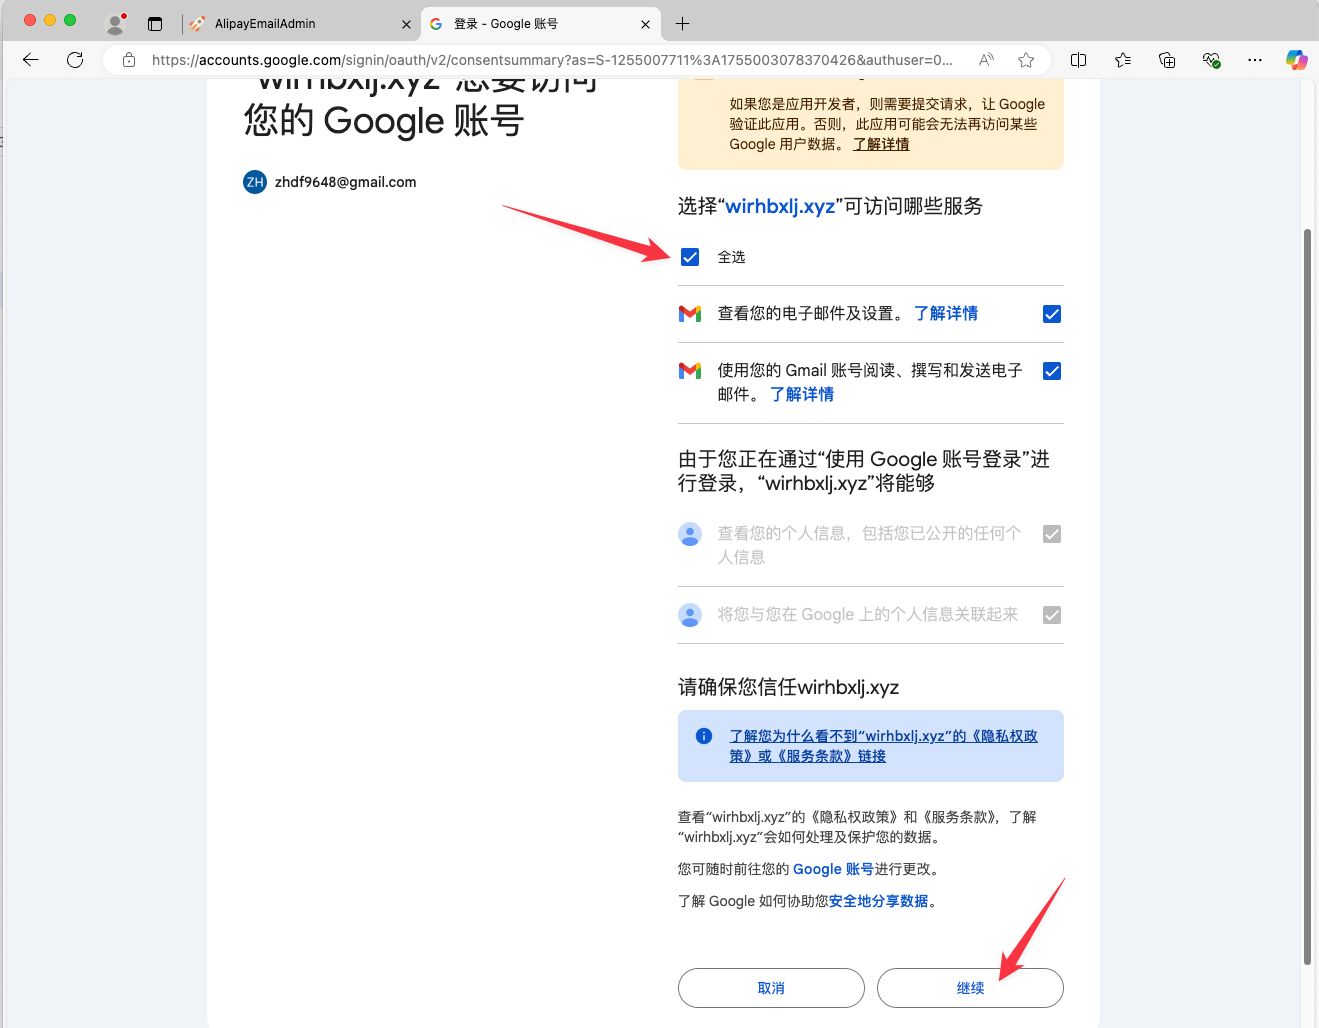 AlipayEmailAdmin
登录 - Google 账号
https://accounts.google.com/signin/oauth/v2/consentsummary?as=S-1255007711%3A1755003078370426&authuser=0...
“wirhbxlj.xyz”想要访问
您的 Google 账号
ZH zhdf9648@gmail.com
如果您是应用开发者，则需要提交请求，让 Google
验证此应用。否则，此应用可能会无法再访问某些
Google 用户数据。 了解详情
选择“wirhbxlj.xyz”可访问哪些服务
全选
查看您的电子邮件及设置。 了解详情
使用您的 Gmail 账号阅读、撰写和发送电子
邮件。 了解详情
由于您正在通过“使用 Google 账号登录”进
行登录，“wirhbxlj.xyz”将能够
查看您的个人信息，包括您已公开的任何个
人信息
将您与您在 Google 上的个人信息关联起来
请确保您信任wirhbxlj.xyz
了解您为什么看不到“wirhbxlj.xyz”的《隐私权政
策》或《服务条款》链接
查看“wirhbxlj.xyz”的《隐私权政策》和《服务条款》，了解
“wirhbxlj.xyz”会如何处理及保护您的数据。
您可随时前往您的 Google 账号进行更改。
了解 Google 如何协助您安全地分享数据。
取消
继续